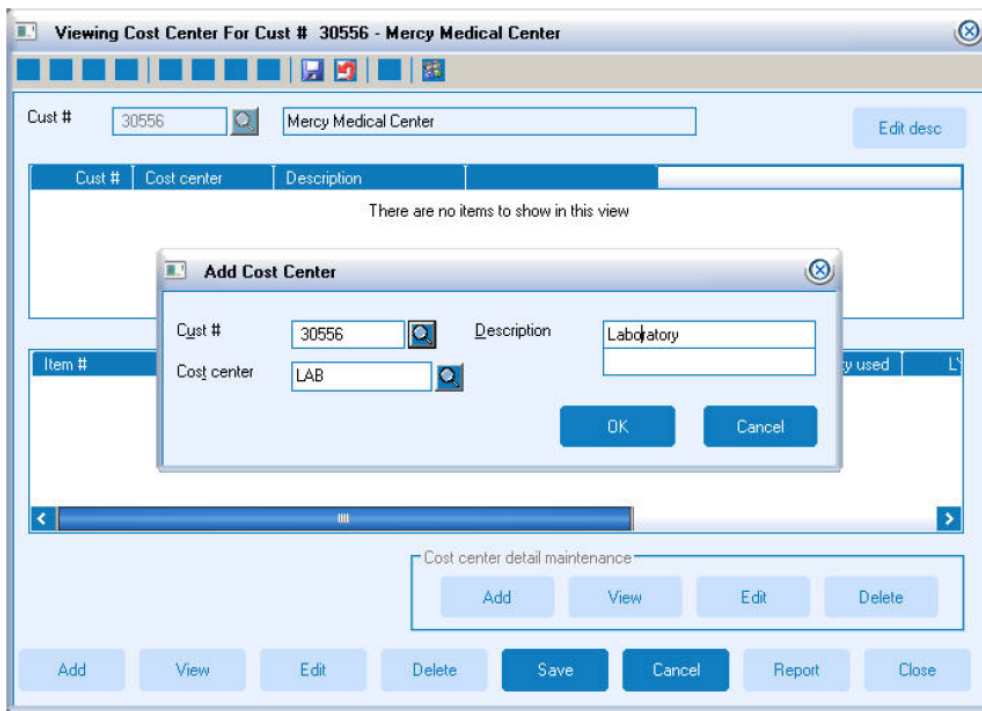 Viewing Cost Center For Cust # 30556 - Mercy Medical Center
Cust # 30556 Mercy Medical Center Edit desc
Cust # Cost center Description
There are no items to show in this view
Add Cost Center
Cust # 30556 Description Laboratory
Cost center LAB
OK Cancel
Item # used
Cost center detail maintenance
Add View Edit Delete
Add View Edit Delete Save Cancel Report Close